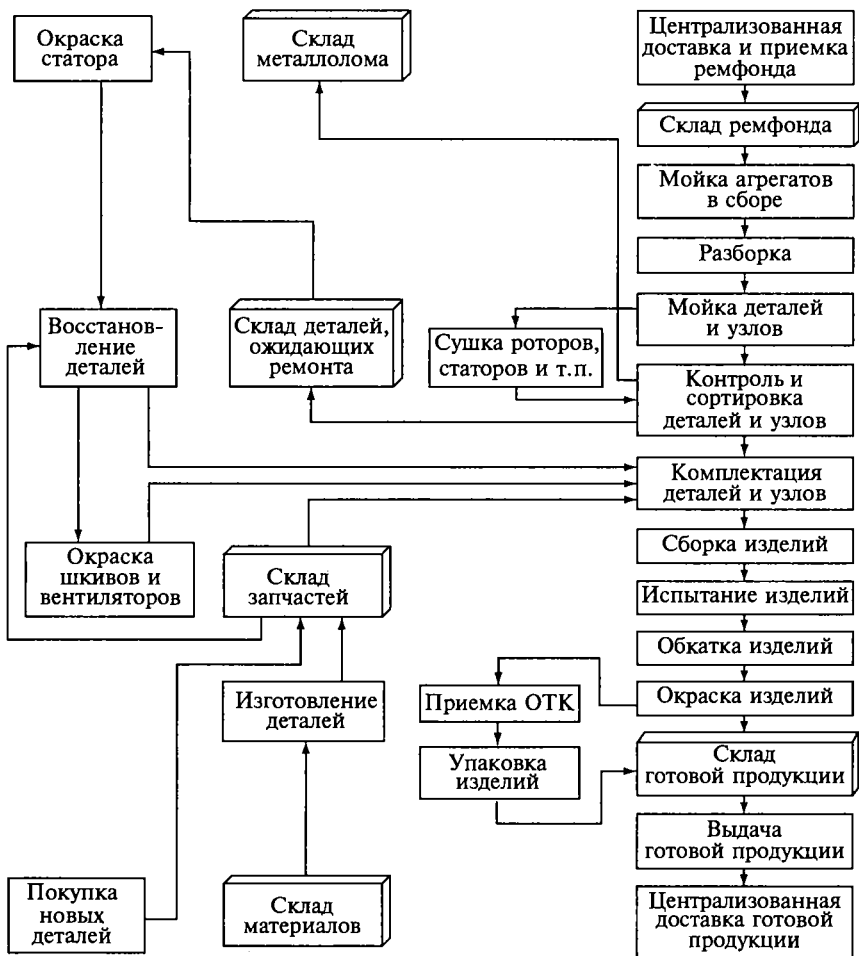 Окраска
статора
Склад
металлолома
Централизованная
доставка и приемка
ремфонда
Склад ремфонда
Мойка агрегатов
в сборе
Разборка
Восстанов-
ление
деталей
Склад деталей,
ожидающих
ремонта
Сушка роторов,
статоров и т.п.
Мойка деталей
и узлов
Контроль и
сортировка
деталей и узлов
Комплектация
деталей и узлов
Окраска
шкивов и
вентиляторов
Склад
запчастей
Сборка изделий
Испытание изделий
Обкатка изделий
Изготовление
деталей
Приемка ОТК
Окраска изделий
Упаковка
изделий
Склад
готовой продукции
Выдача
готовой продукции
Покупка
новых
деталей
Склад
материалов
Централизованная
доставка готовой
продукции